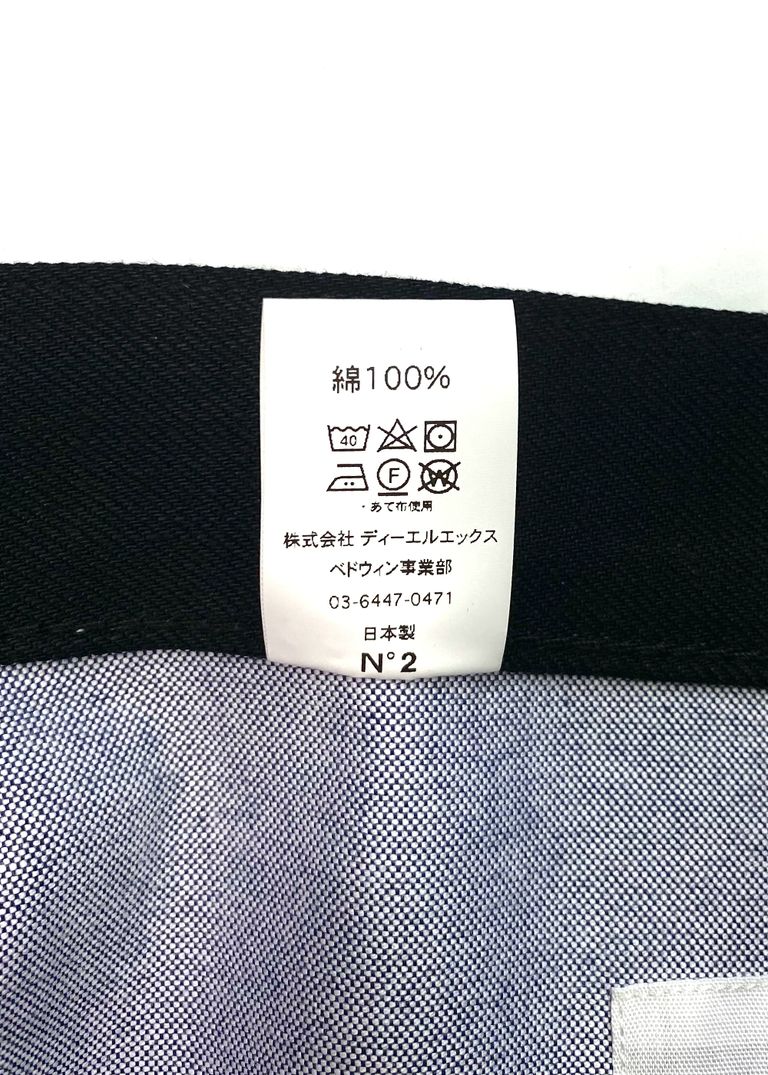 綿100%
40
F W
・あて布使用
株式会社 ディーエルエックス
ベドウィン事業部
03-6447-0471
日本製
N°2